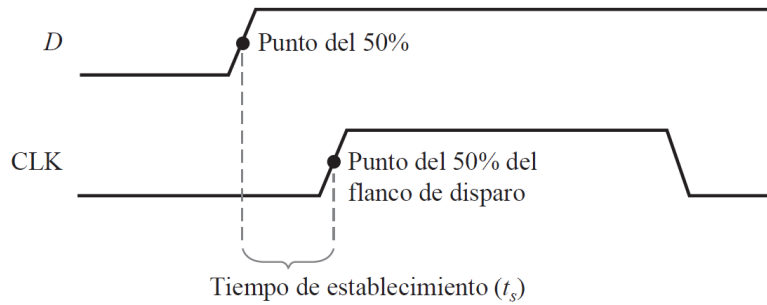 D
Punto del 50%
CLK
Punto del 50% del
flanco de disparo
Tiempo de establecimiento (ts)